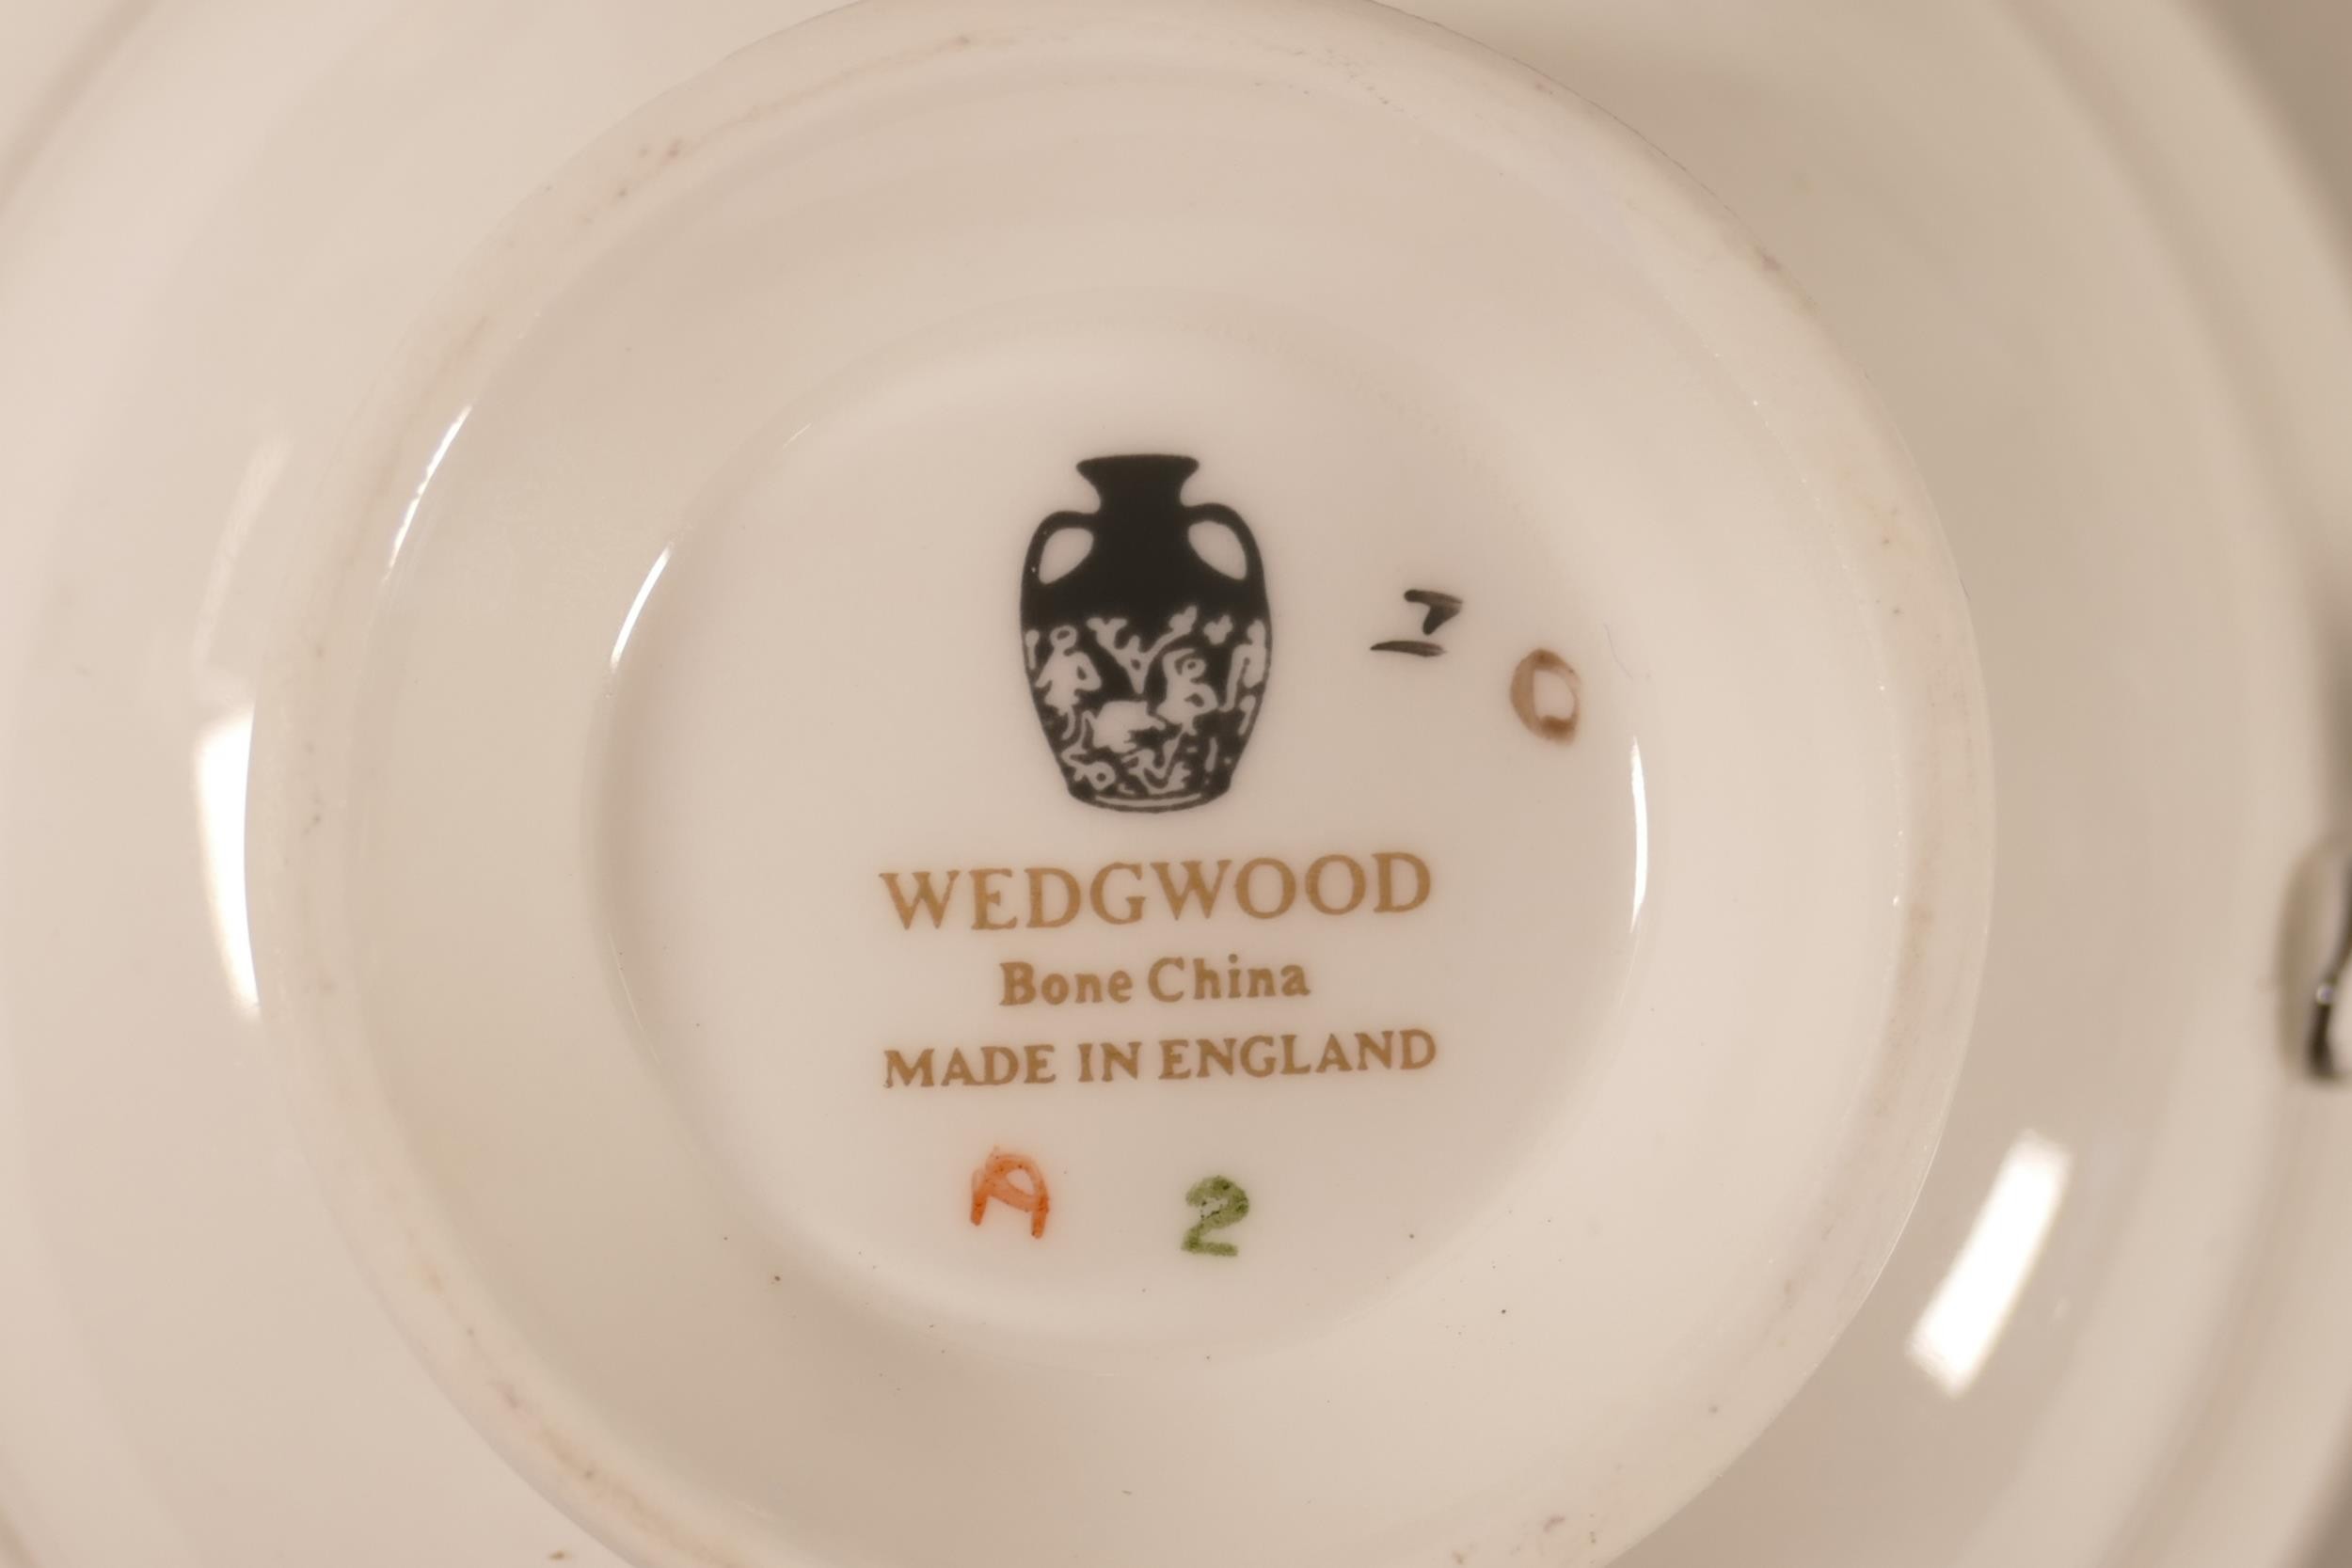 O
WEDGWOOD
Bone China
MADE IN ENGLAND
A 2